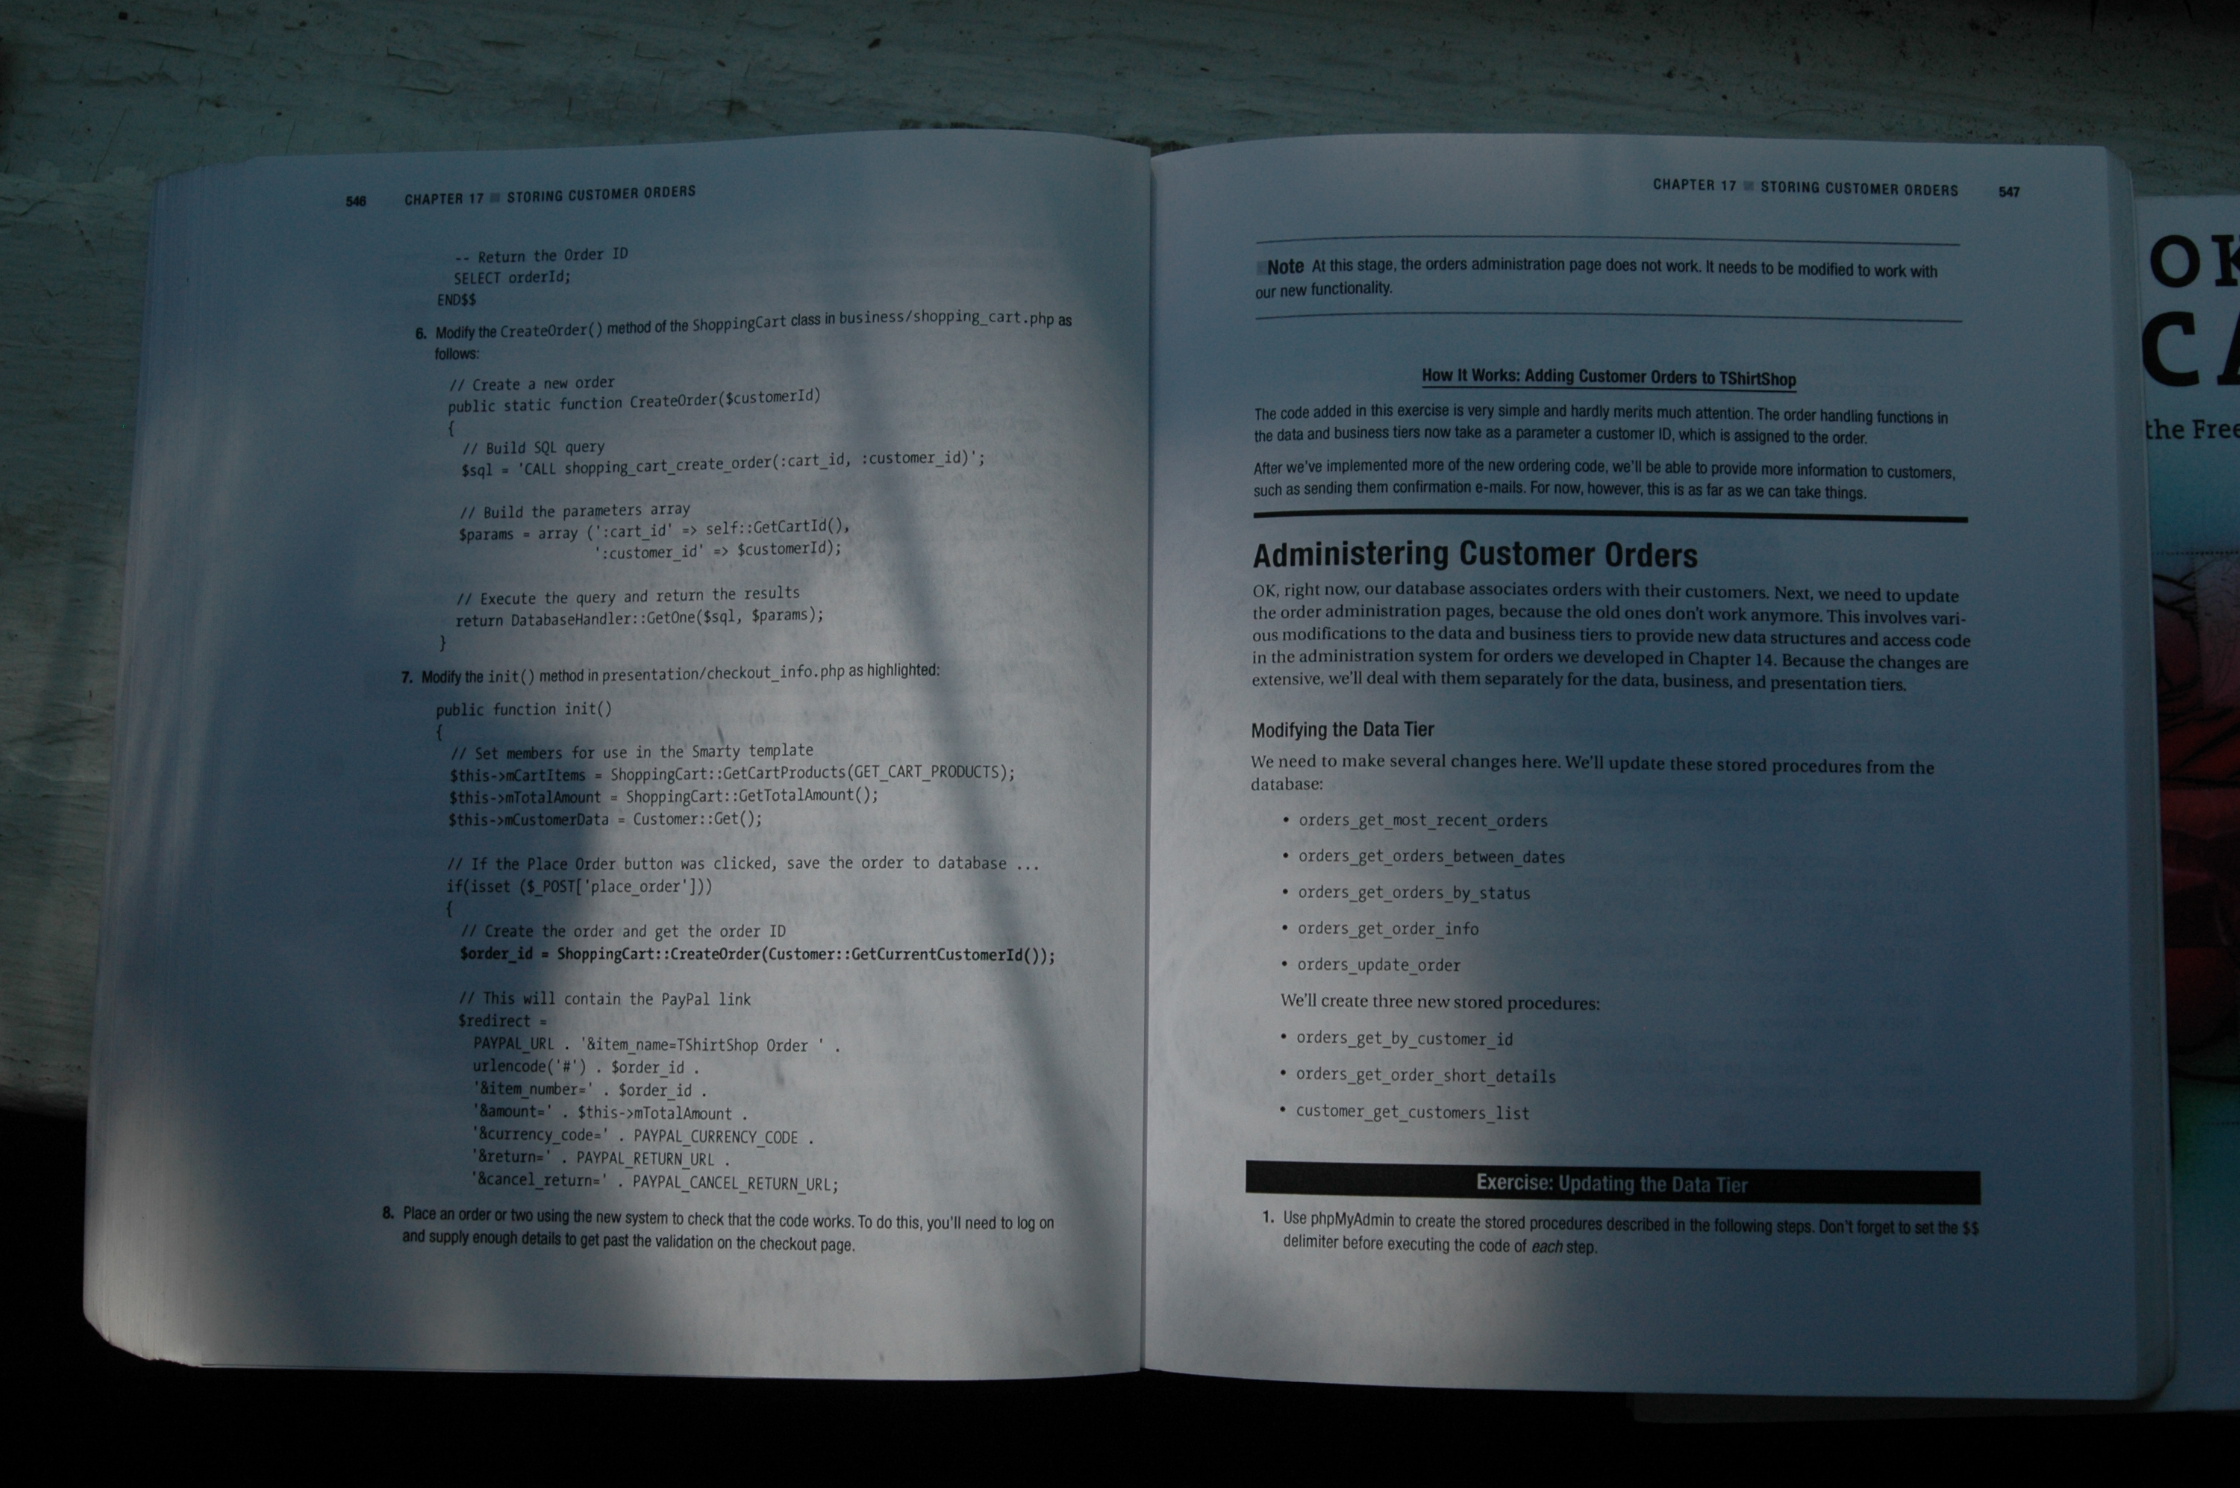 546 CHAPTER 17 ■ STORING CUSTOMER ORDERS
-- Return the Order ID
SELECT orderId;
END$$
6. Modify the CreateOrder() method of the ShoppingCart class in business/shopping_cart.php as
follows:
// Create a new order
public static function CreateOrder($customerId)
{
// Build SQL query
$sql = 'CALL shopping_cart_create_order(:cart_id, :customer_id)';
// Build the parameters array
$params = array (':cart_id' => self::GetCartId(),
':customer_id' => $customerId);
// Execute the query and return the results
return DatabaseHandler::GetOne($sql, $params);
}
7. Modify the init() method in presentation/checkout_info.php as highlighted:
public function init()
{
// Set members for use in the Smarty template
$this->mCartItems = ShoppingCart::GetCartProducts(GET_CART_PRODUCTS);
$this->mTotalAmount = ShoppingCart::GetTotalAmount();
$this->mCustomerData = Customer::Get();
// If the Place Order button was clicked, save the order to database ...
if(isset ($_POST['place_order']))
{
// Create the order and get the order ID
$order_id = ShoppingCart::CreateOrder(Customer::GetCurrentCustomerId());
// This will contain the PayPal link
$redirect =
PAYPAL_URL . '&item_name=TShirtShop Order ' .
urlencode('#') . $order_id .
'&item_number=' . $order_id .
'&amount=' . $this->mTotalAmount .
'&currency_code=' . PAYPAL_CURRENCY_CODE .
'&return=' . PAYPAL_RETURN_URL .
'&cancel_return=' . PAYPAL_CANCEL_RETURN_URL;
8. Place an order or two using the new system to check that the code works. To do this, you'll need to log on
and supply enough details to get past the validation on the checkout page.
CHAPTER 17 ■ STORING CUSTOMER ORDERS 547
Note At this stage, the orders administration page does not work. It needs to be modified to work with
our new functionality.
How It Works: Adding Customer Orders to TShirtShop
The code added in this exercise is very simple and hardly merits much attention. The order handling functions in
the data and business tiers now take as a parameter a customer ID, which is assigned to the order.
After we've implemented more of the new ordering code, we'll be able to provide more information to customers,
such as sending them confirmation e-mails. For now, however, this is as far as we can take things.
Administering Customer Orders
OK, right now, our database associates orders with their customers. Next, we need to update
the order administration pages, because the old ones don't work anymore. This involves vari-
ous modifications to the data and business tiers to provide new data structures and access code
in the administration system for orders we developed in Chapter 14. Because the changes are
extensive, we'll deal with them separately for the data, business, and presentation tiers.
Modifying the Data Tier
We need to make several changes here. We'll update these stored procedures from the
database:
• orders_get_most_recent_orders
• orders_get_orders_between_dates
• orders_get_orders_by_status
• orders_get_order_info
• orders_update_order
We'll create three new stored procedures:
• orders_get_by_customer_id
• orders_get_order_short_details
• customer_get_customers_list
Exercise: Updating the Data Tier
1. Use phpMyAdmin to create the stored procedures described in the following steps. Don't forget to set the $$
delimiter before executing the code of each step.
OK
CA
the Free